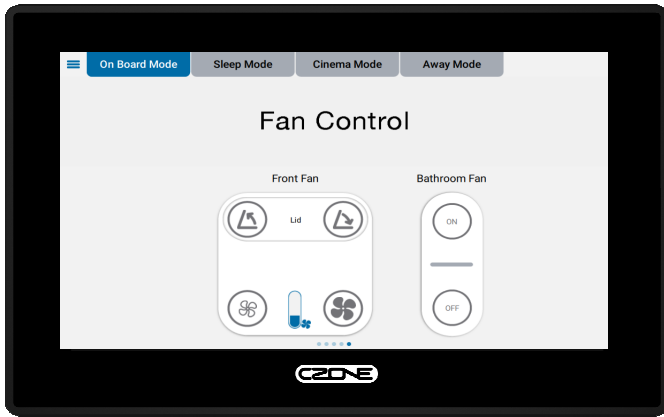 On Board Mode Sleep Mode Cinema Mode Away Mode
Fan Control
Front Fan Bathroom Fan
Lid ON
OFF
CZONE